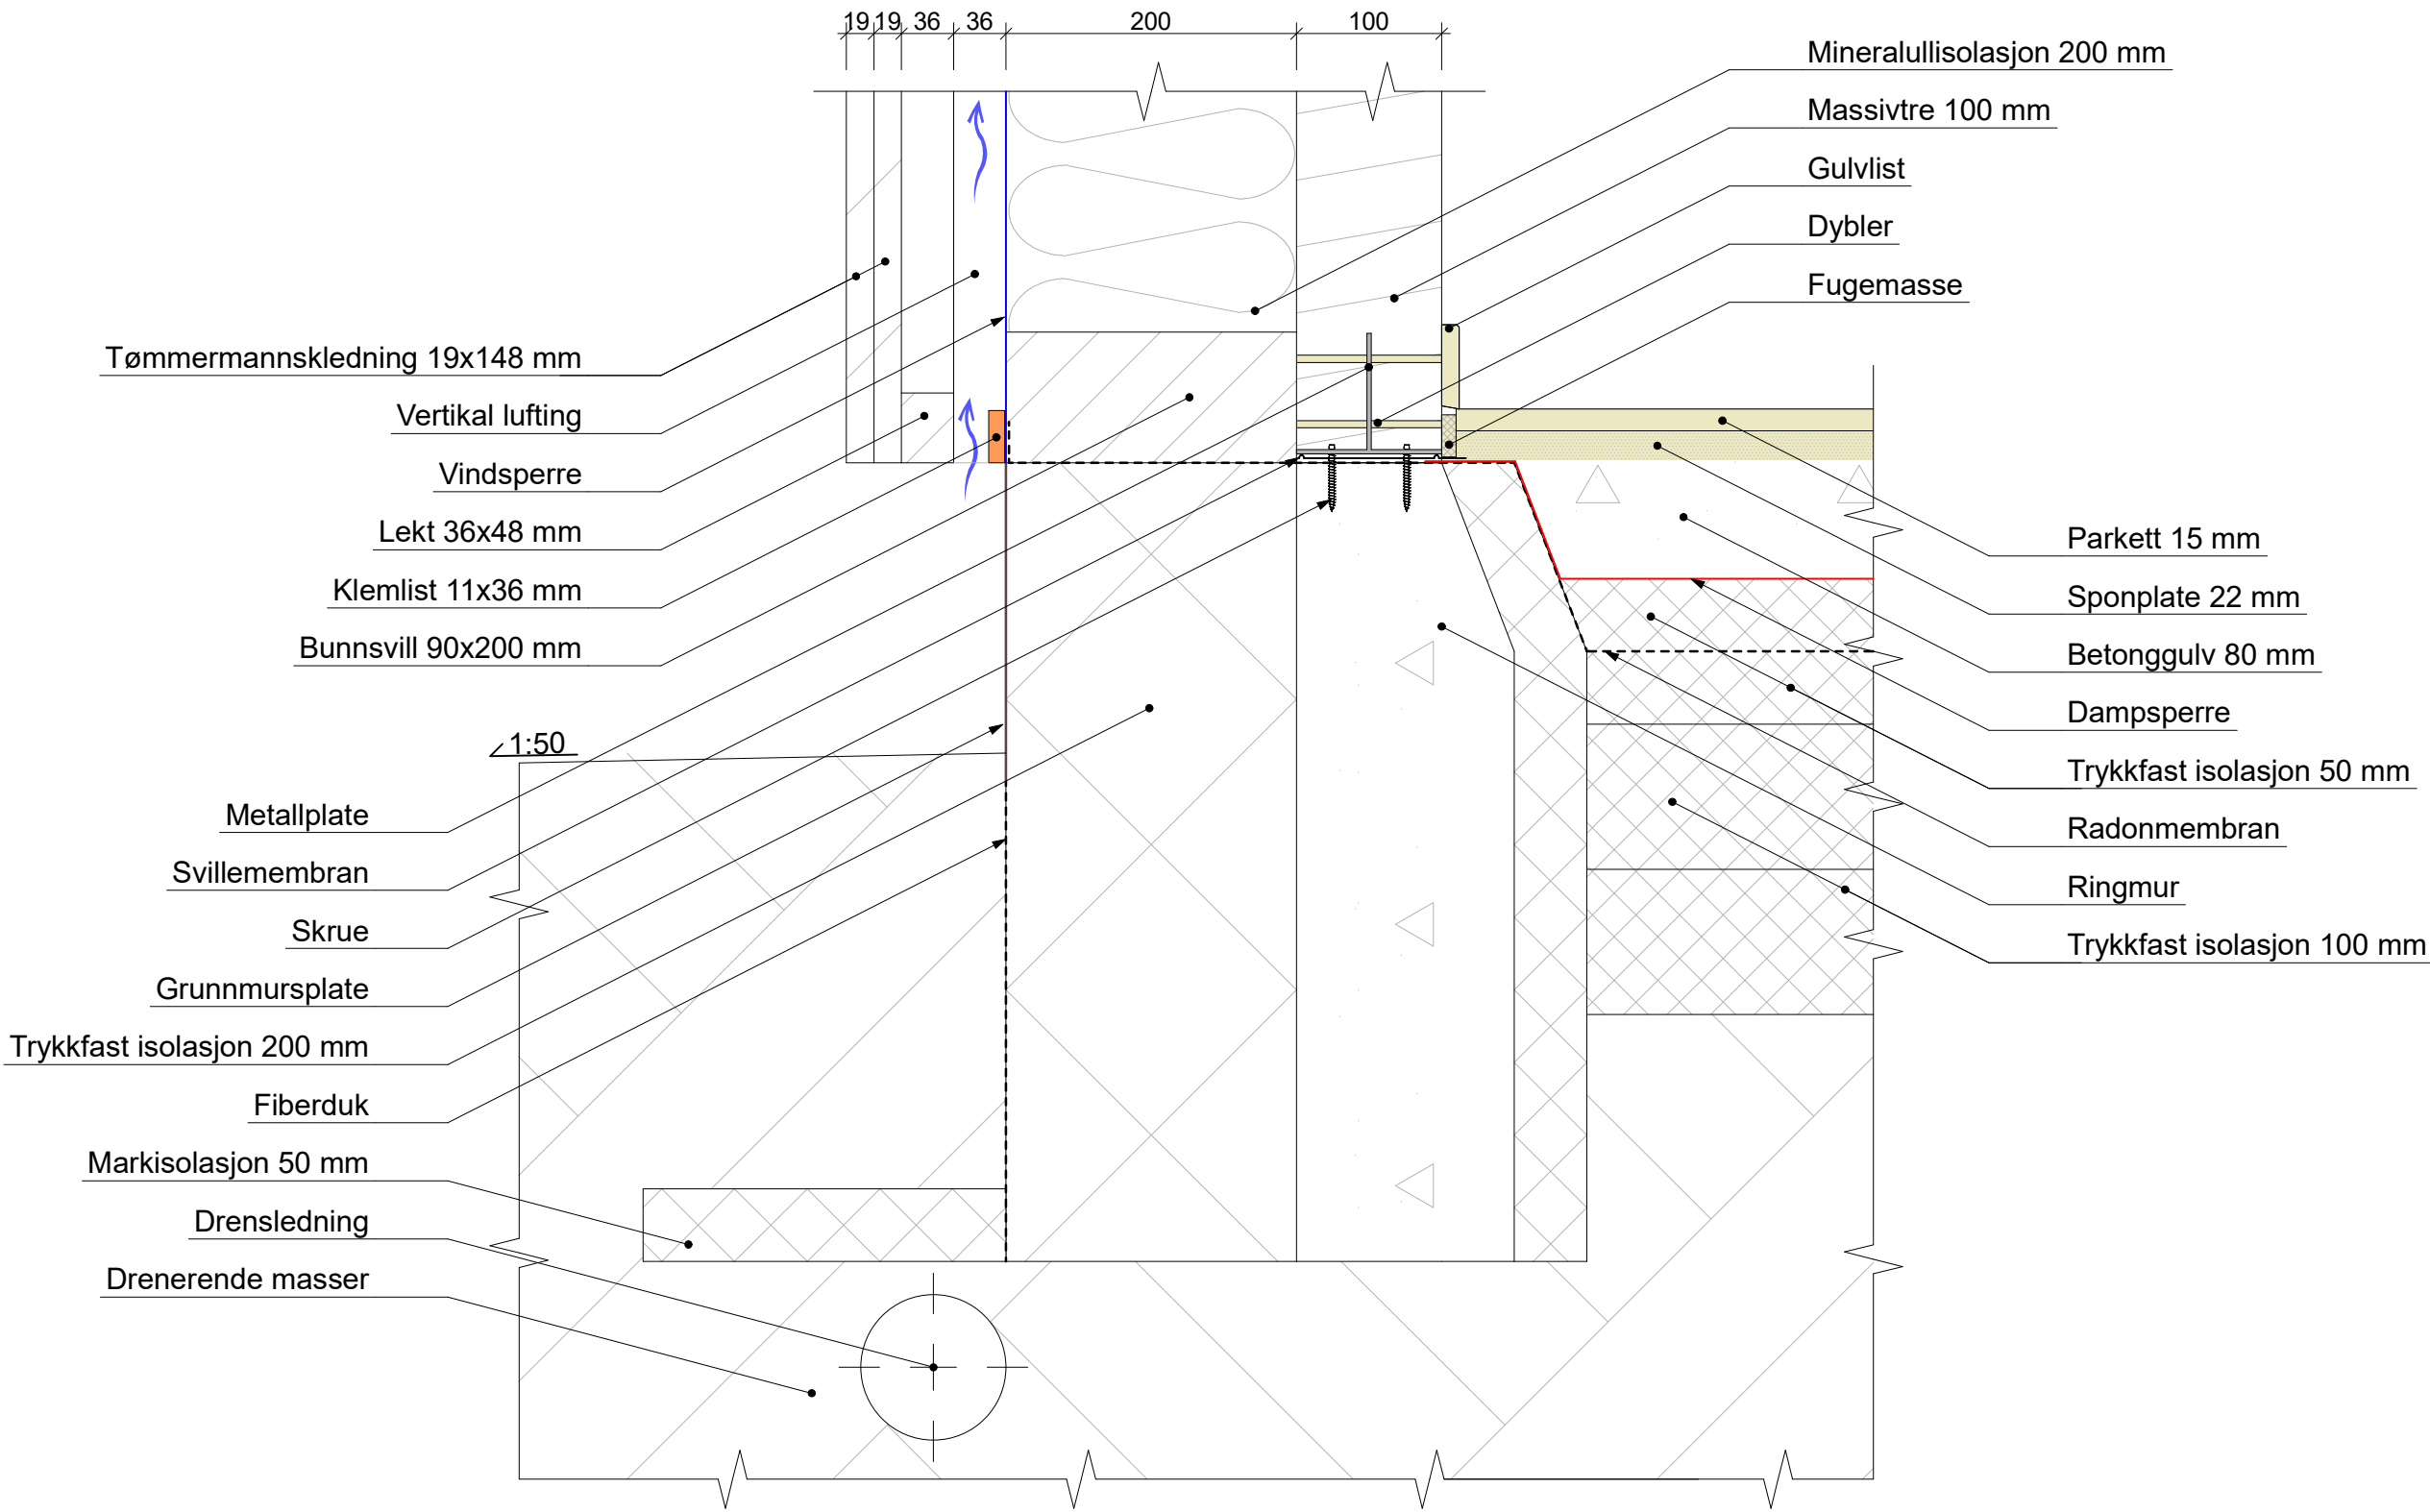 19 19 36 36 200 100
Mineralullisolasjon 200 mm
Massivtre 100 mm
Gulvlist
Dybler
Fugemasse
Tømmermannskledning 19x148 mm
Vertikal lufting
Vindsperre
Lekt 36x48 mm
Klemlist 11x36 mm
Bunnsvill 90x200 mm
1:50
Metallplate
Svillemembran
Skrue
Grunnmursplate
Trykkfast isolasjon 200 mm
Fiberduk
Markisolasjon 50 mm
Drensledning
Drenerende masser
Parkett 15 mm
Sponplate 22 mm
Betonggulv 80 mm
Dampsperre
Trykkfast isolasjon 50 mm
Radonmembran
Ringmur
Trykkfast isolasjon 100 mm